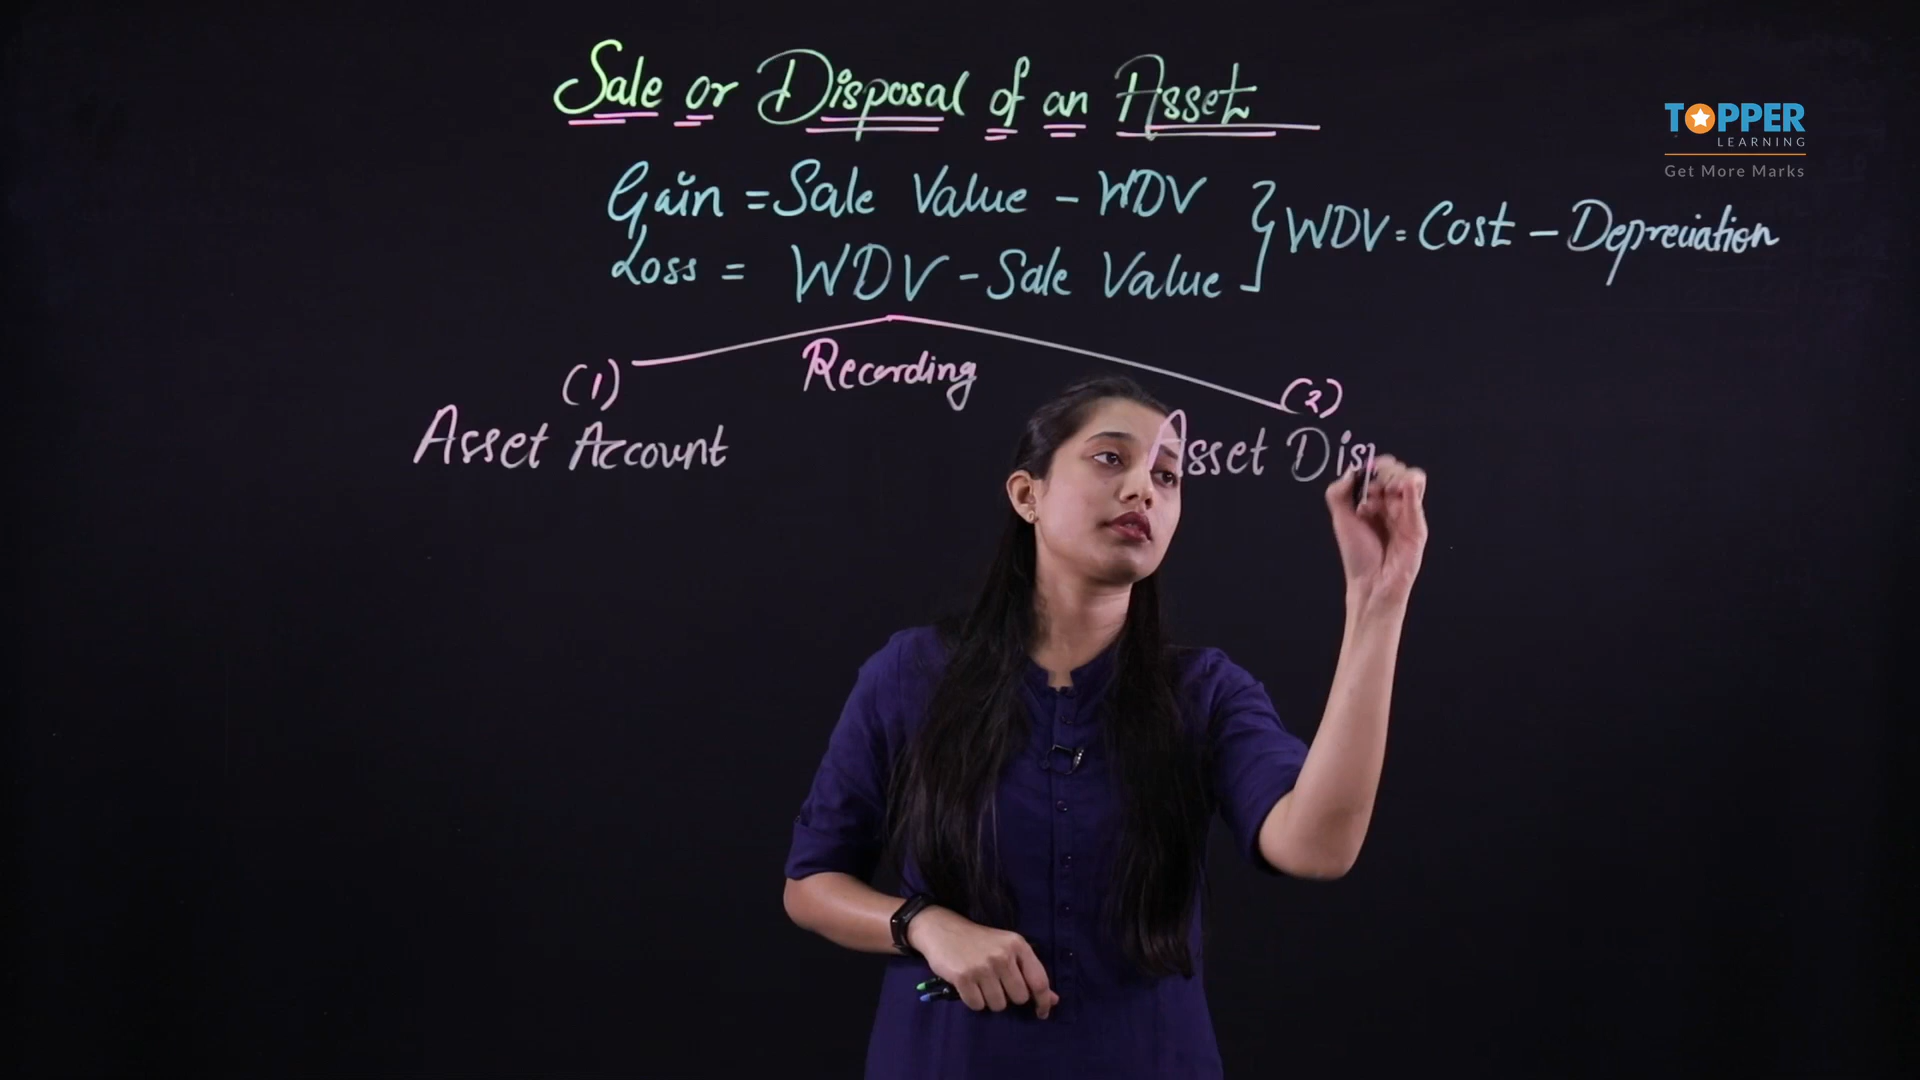 Sale or Disposal of an Asset
TOPPER
LEARNING
Get More Marks
Gain = Sale Value - WDV
Loss = WDV - Sale Value
WDV = Cost - Depreciation
Recording
(1)
(2)
Asset Account
Asset Disp